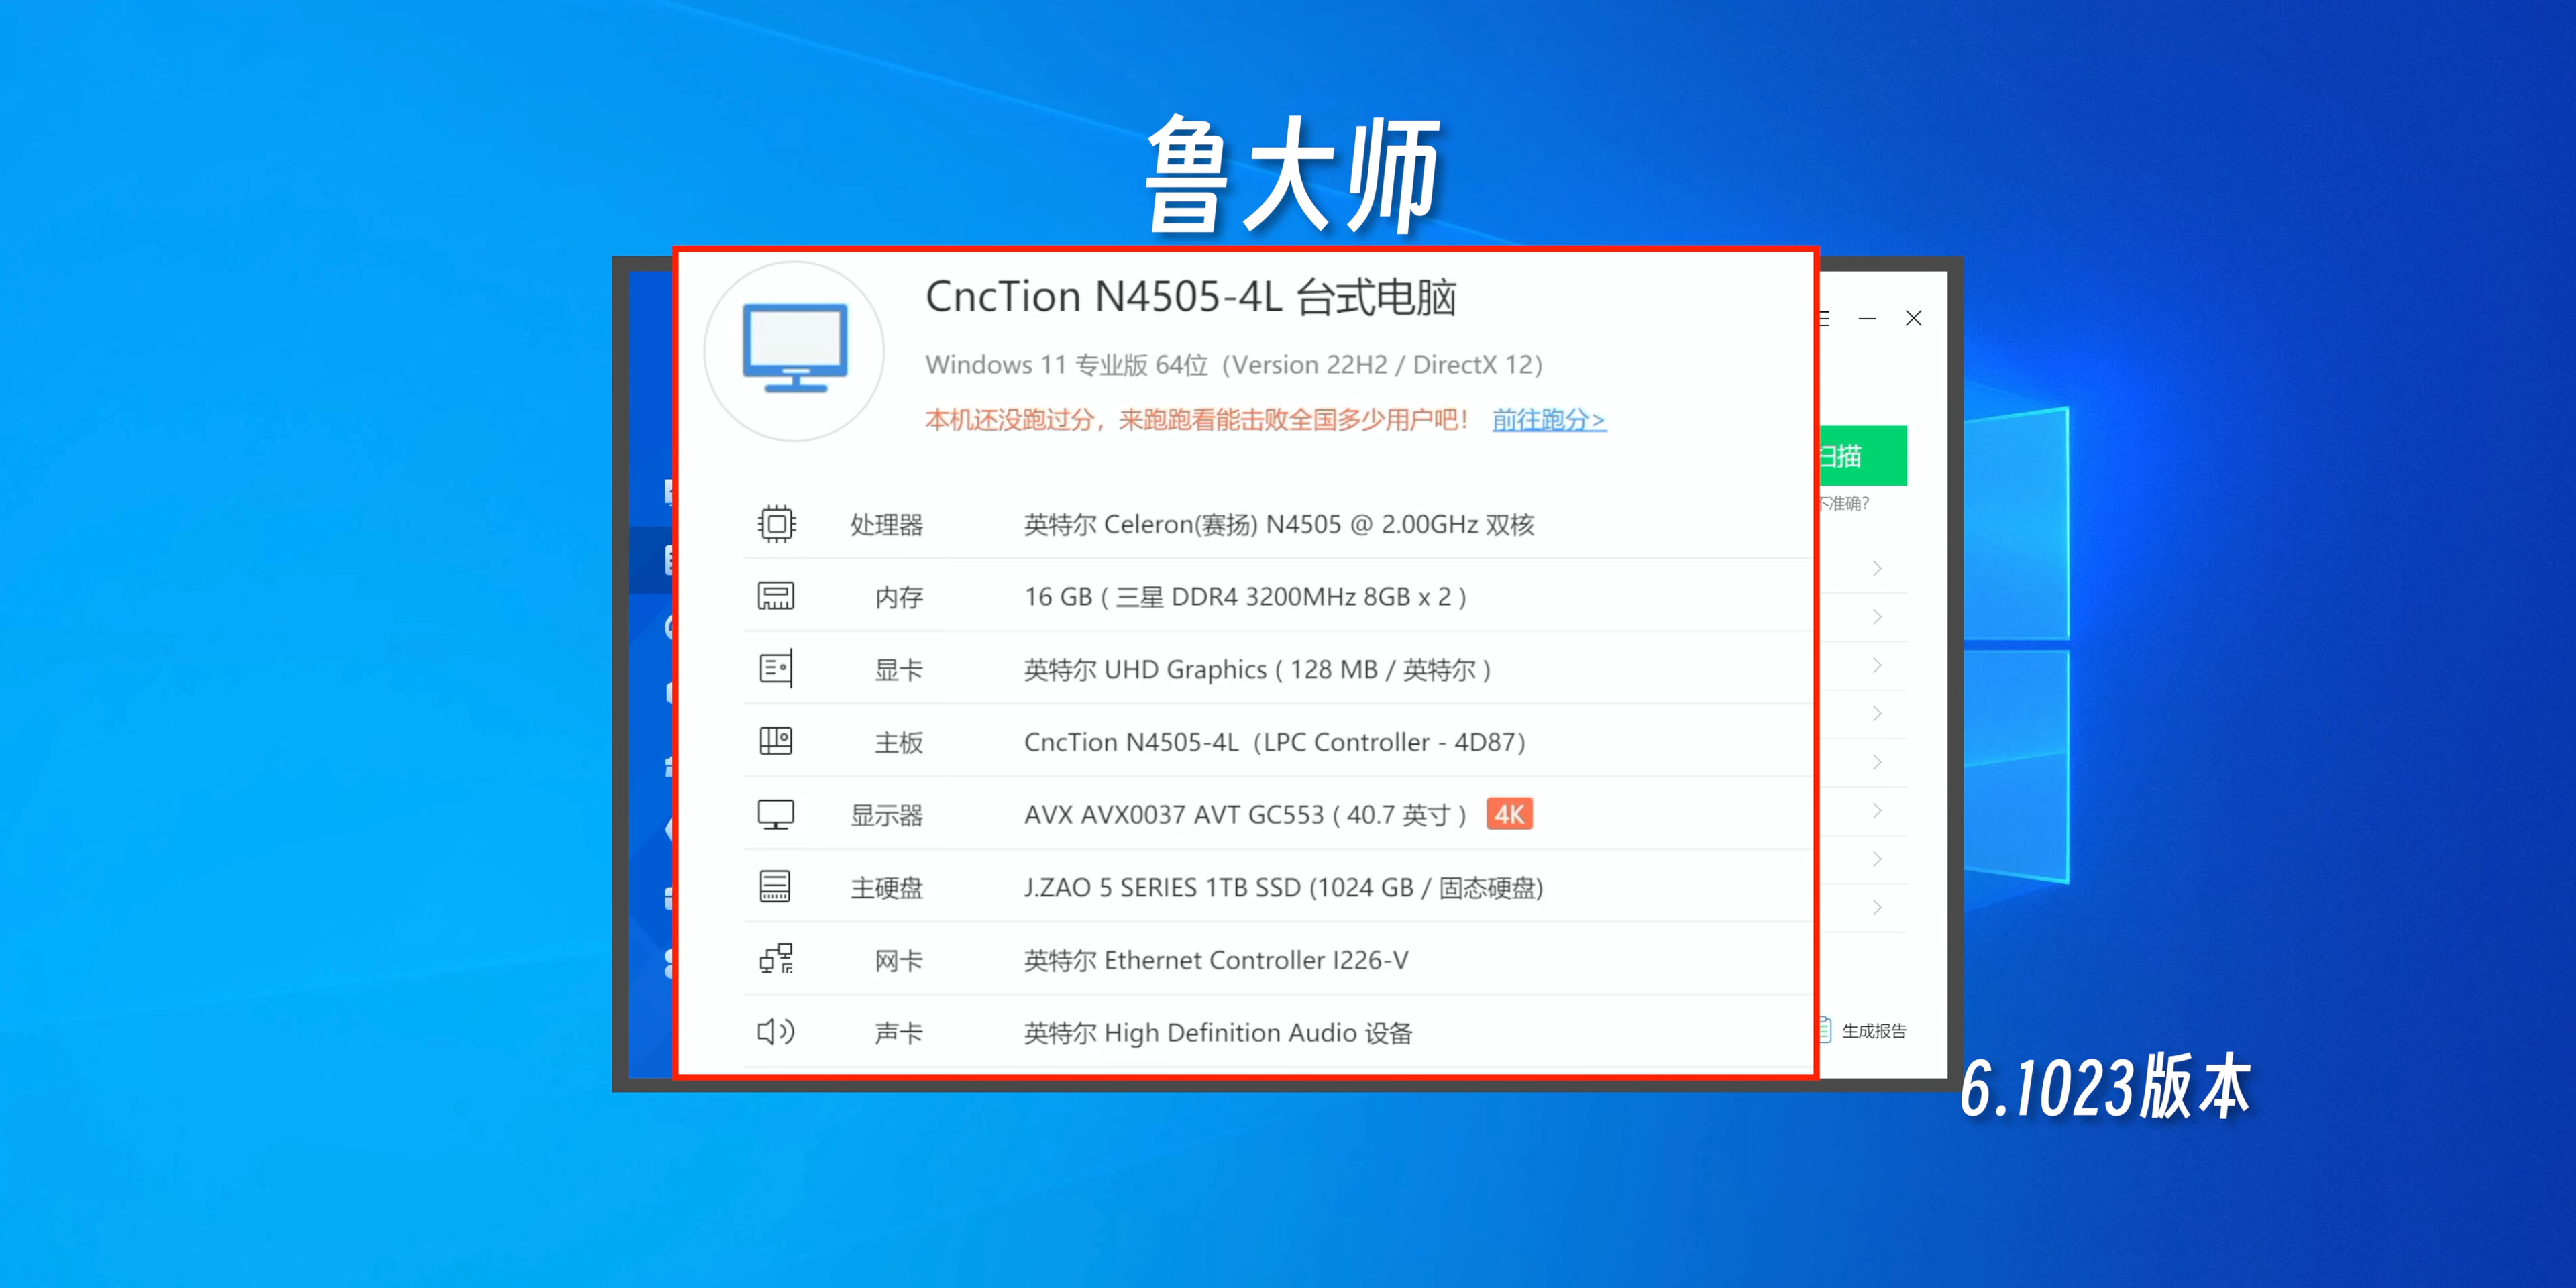 鲁大师
CncTion N4505-4L 台式电脑
Windows 11 专业版 64位（Version 22H2 / DirectX 12）
本机还没跑过分，来跑跑看能击败全国多少用户吧！ 前往跑分>
扫描
不准确?
处理器 英特尔 Celeron(赛扬) N4505 @ 2.00GHz 双核
内存 16 GB ( 三星 DDR4 3200MHz 8GB x 2 )
显卡 英特尔 UHD Graphics ( 128 MB / 英特尔 )
主板 CncTion N4505-4L（LPC Controller - 4D87）
显示器 AVX AVX0037 AVT GC553 ( 40.7 英寸 ) 4K
主硬盘 J.ZAO 5 SERIES 1TB SSD (1024 GB / 固态硬盘)
网卡 英特尔 Ethernet Controller I226-V
声卡 英特尔 High Definition Audio 设备
生成报告
6.1023版本